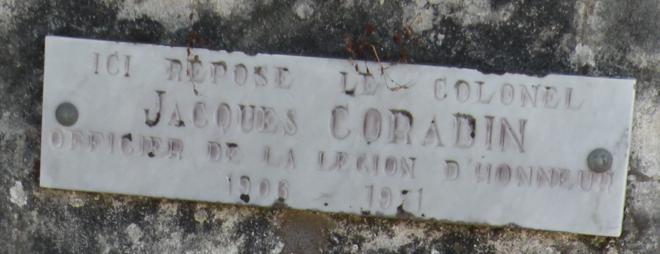 ICI REPOSE LE COLONEL
JACQUES CORADIN
OFFICIER DE LA LEGION D'HONNEUR
1906 1971